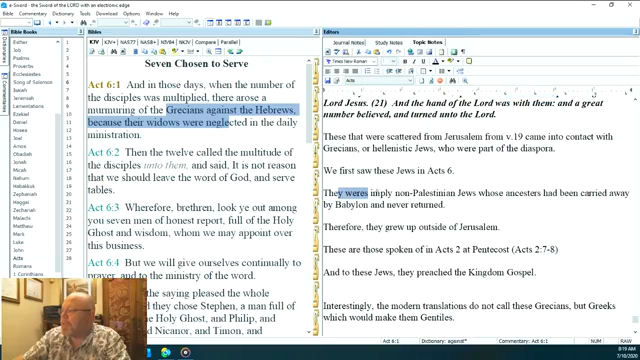 e-Sword - the Sword of the LORD with an electronic edge
File Bible Commentary Dictionary Tools Options Window Help
Bible Books
Esther
Job
Psalms
Proverbs
Ecclesiastes
Song of Solomon
Isaiah
Jeremiah
Lamentations
Ezekiel
Daniel
Hosea
Joel
Amos
Obadiah
Jonah
Micah
Nahum
Habakkuk
Zephaniah
Haggai
Zechariah
Malachi
Matthew
Mark
Luke
John
Acts
Romans
1 Corinthians
Bibles
KJV KJV+ NAS77 NASB+ NIV84 NKJV Compare Parallel
Seven Chosen to Serve
Act 6:1 And in those days, when the number of
the disciples was multiplied, there arose a
murmuring of the Grecians against the Hebrews,
because their widows were neglected in the daily
ministration.
Act 6:2 Then the twelve called the multitude of
the disciples unto them, and said, It is not reason
that we should leave the word of God, and serve
tables.
Act 6:3 Wherefore, brethren, look ye out among
you seven men of honest report, full of the Holy
Ghost and wisdom, whom we may appoint over
this business.
Act 6:4 But we will give ourselves continually to
prayer, and to the ministry of the word.
the saying pleased the whole
they chose Stephen, a man full of
the Holy Ghost, and Philip, and
and Nicanor, and Timon, and
Editors
Journal Notes Study Notes Topic Notes
Times New Roman
Acts
Lord Jesus. (21) And the hand of the Lord was with them: and a great
number believed, and turned unto the Lord.
These that were scattered from Jerusalem from v.19 came into contact with
Grecians, or hellenistic Jews, who were part of the diaspora.
We first saw these Jews in Acts 6.
They weres imply non-Palestinian Jews whose ancesters had been carried away
by Babylon and never returned.
Therefore, they grew up outside of Jerusalem.
These are those spoken of in Acts 2 at Pentecost (Acts 2:7-8)
And to these Jews, they preached the Kingdom Gospel.
Interestingly, the modern translations do not call these Grecians, but Greeks
which would make them Gentiles.
Act 6:1
Dictionary: against*
Commentary: Act 6:1
NUM
8:19 AM
7/10/2020